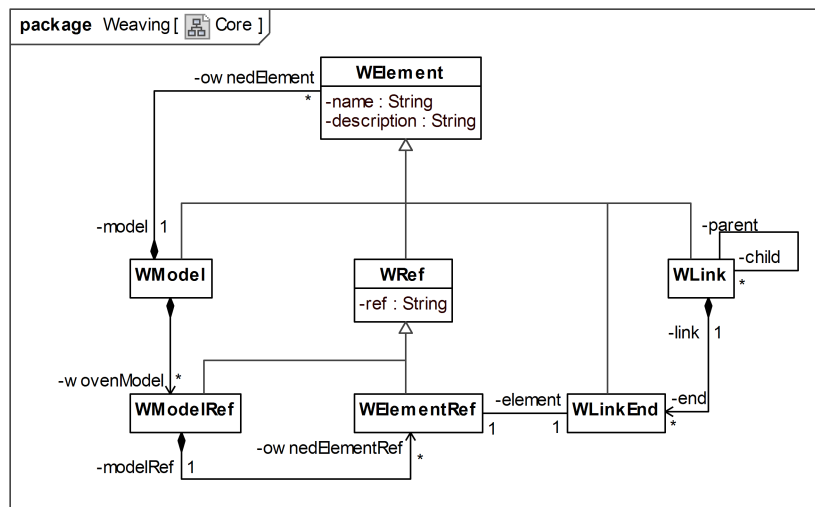 package Weaving [ Core ]
-ow nedElement
*
WElement
-name : String
-description : String
-model 1
-parent
-child
*
WModel
WRef
-ref : String
WLink
-link 1
-w ovenModel *
WModelRef
WElementRef
-element
1 1
WLinkEnd
-end
*
-modelRef 1
-ow nedElementRef *